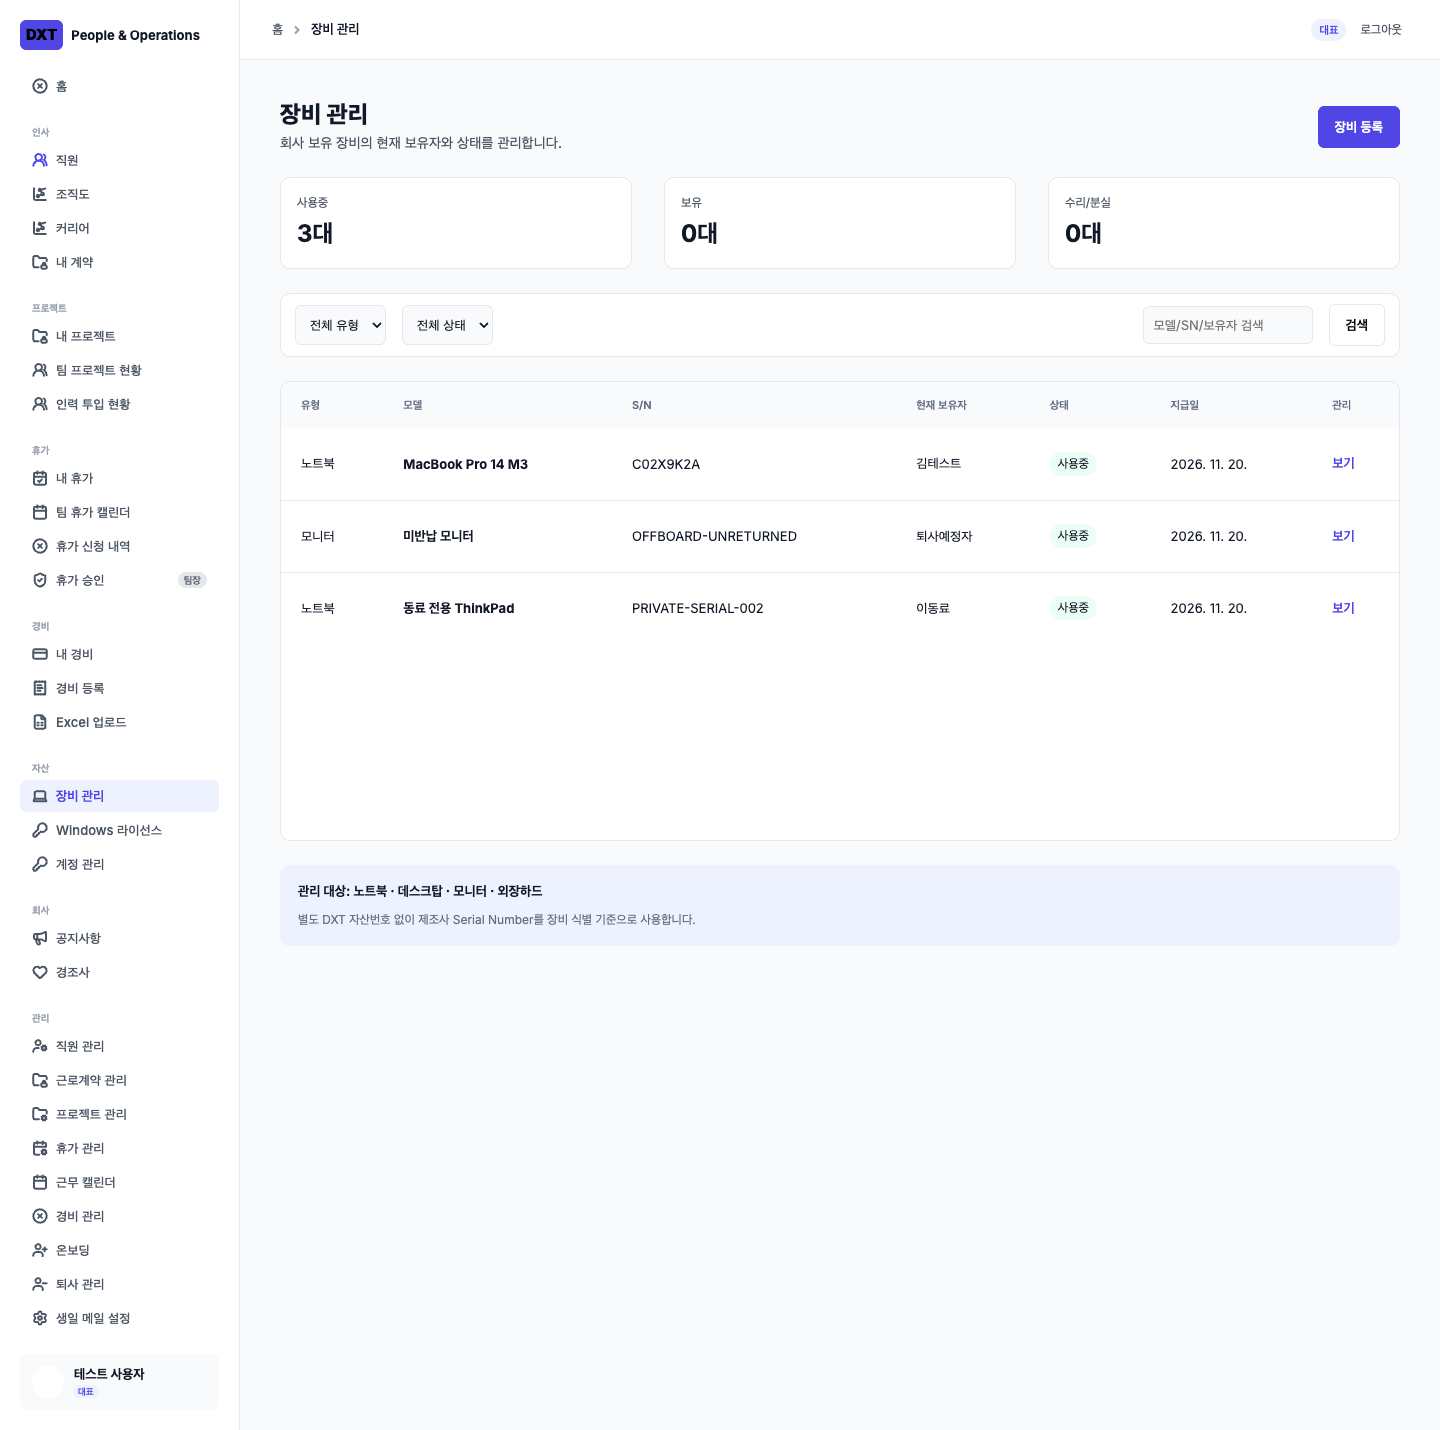 DXT People & Operations
홈
인사
직원
조직도
커리어
내 계약
프로젝트
내 프로젝트
팀 프로젝트 현황
인력 투입 현황
휴가
내 휴가
팀 휴가 캘린더
휴가 신청 내역
휴가 승인 팀장
경비
내 경비
경비 등록
Excel 업로드
자산
장비 관리
Windows 라이선스
계정 관리
회사
공지사항
경조사
관리
직원 관리
근로계약 관리
프로젝트 관리
휴가 관리
근무 캘린더
경비 관리
온보딩
퇴사 관리
생일 메일 설정
테스트 사용자
대표
홈 > 장비 관리
대표 로그아웃
장비 관리
회사 보유 장비의 현재 보유자와 상태를 관리합니다.
장비 등록
사용중
3대
보유
0대
수리/분실
0대
전체 유형 전체 상태 모델/SN/보유자 검색 검색
유형 모델 S/N 현재 보유자 상태 지급일 관리
노트북 MacBook Pro 14 M3 C02X9K2A 김테스트 사용중 2026. 11. 20. 보기
모니터 미반납 모니터 OFFBOARD-UNRETURNED 퇴사예정자 사용중 2026. 11. 20. 보기
노트북 동료 전용 ThinkPad PRIVATE-SERIAL-002 이동료 사용중 2026. 11. 20. 보기
관리 대상: 노트북 · 데스크탑 · 모니터 · 외장하드
별도 DXT 자산번호 없이 제조사 Serial Number를 장비 식별 기준으로 사용합니다.